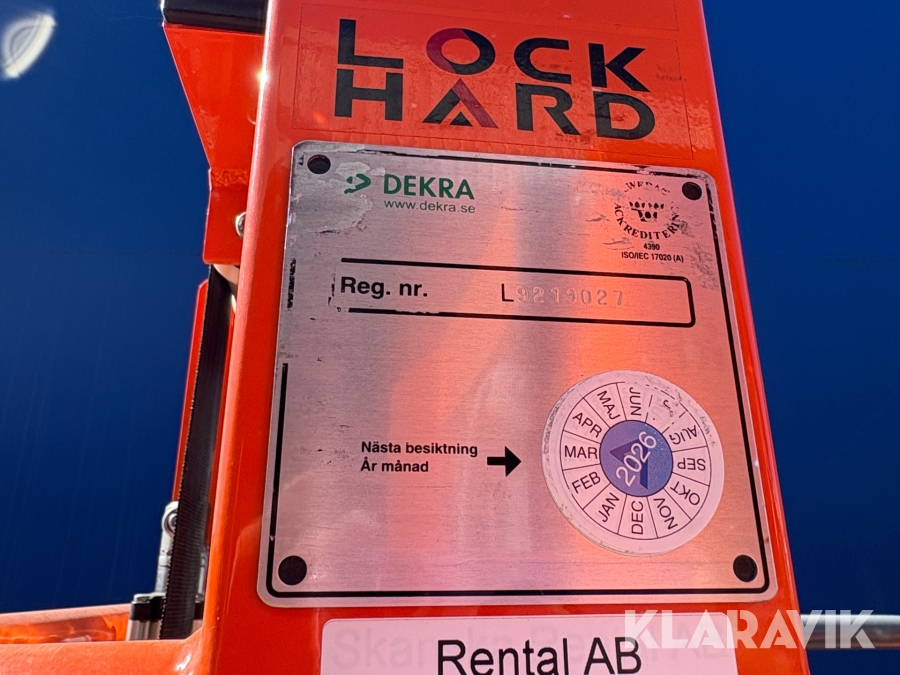 LOCK
HARD
DEKRA
www.dekra.se
SWEDAC
ACKREDITERING
4390
ISO/IEC 17020 (A)
Reg. nr. L9219027
Nästa besiktning
År månad
JAN
FEB
MAR
APR
MAJ
JUN
AUG
SEP
OKT
NOV
DEC
2026
Rental AB
KLARAVIK